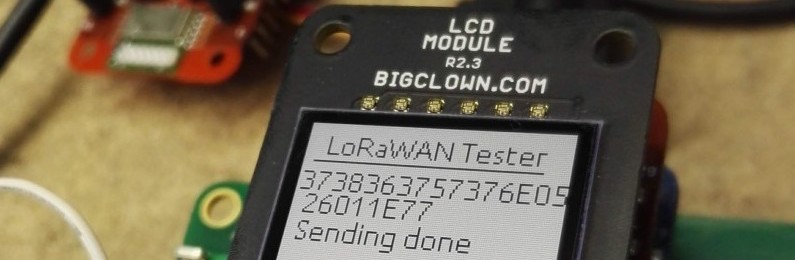 LCD
MODULE
R2.3
BIGCLOWN.COM
LoRaWAN Tester
3738363757376E05
26011E77
Sending done